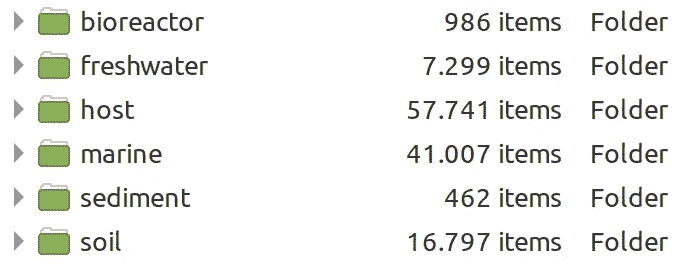 bioreactor 986 items Folder
freshwater 7.299 items Folder
host 57.741 items Folder
marine 41.007 items Folder
sediment 462 items Folder
soil 16.797 items Folder